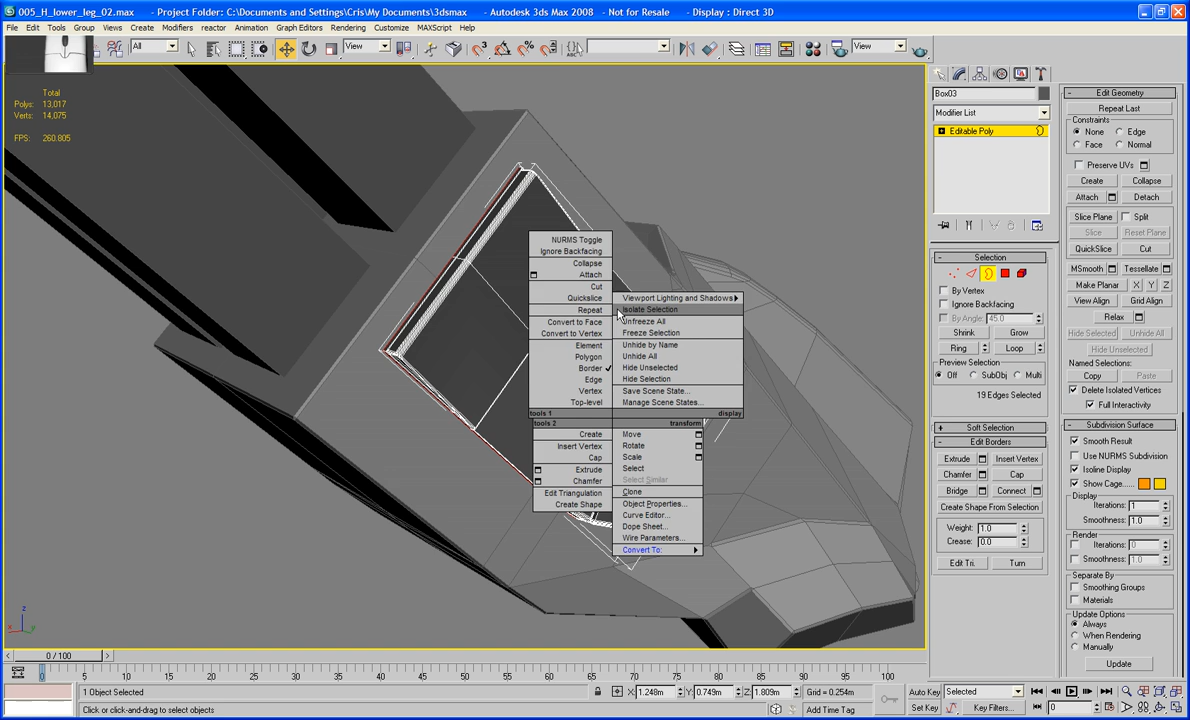 005_H_lower_leg_02.max - Project Folder: C:\Documents and Settings\Cris\My Documents\3dsmax - Autodesk 3ds Max 2008 - Not for Resale - Display : Direct 3D
File Edit Tools Group Views Create Modifiers reactor Animation Graph Editors Rendering Customize MAXScript Help
All View View
Total
Polys: 13,017
Verts: 14,075
FPS: 260.805
NURMS Toggle
Ignore Backfacing
Collapse
Attach
Cut
Quickslice
Repeat
Convert to Face
Convert to Vertex
Element
Polygon
Border
Edge
Vertex
Top-level
tools 1
Viewport Lighting and Shadows
Isolate Selection
Unfreeze All
Freeze Selection
Unhide by Name
Unhide All
Hide Unselected
Hide Selection
Save Scene State...
Manage Scene States...
display
tools 2
Create
Insert Vertex
Cap
Extrude
Chamfer
Edit Triangulation
Create Shape
transform
Move
Rotate
Scale
Select
Select Similar
Clone
Object Properties...
Curve Editor...
Dope Sheet...
Wire Parameters...
Convert To:
z
x y
Box03
Modifier List
Editable Poly
Selection
By Vertex
Ignore Backfacing
By Angle: 45.0
Shrink Grow
Ring Loop
Preview Selection
Off SubObj Multi
19 Edges Selected
Soft Selection
Edit Borders
Extrude Insert Vertex
Chamfer Cap
Bridge Connect
Create Shape From Selection
Weight: 1.0
Crease: 0.0
Edit Tri. Turn
Edit Geometry
Repeat Last
Constraints
None Edge
Face Normal
Preserve UVs
Create Collapse
Attach Detach
Slice Plane Split
Slice Reset Plane
QuickSlice Cut
MSmooth Tessellate
Make Planar X Y Z
View Align Grid Align
Relax
Hide Selected Unhide All
Hide Unselected
Named Selections:
Copy Paste
Delete Isolated Vertices
Full Interactivity
Subdivision Surface
Smooth Result
Use NURMS Subdivision
Isoline Display
Show Cage......
Display
Iterations: 1
Smoothness: 1.0
Render
Iterations: 0
Smoothness: 1.0
Separate By
Smoothing Groups
Materials
Update Options
Always
When Rendering
Manually
Update
0 / 100
0 5 10 15 20 25 30 35 40 45 50 55 60 65 70 75 80 85 90 95 100
1 Object Selected X: 1.248m Y: 0.749m Z: 1.809m Grid = 0.254m Auto Key Selected
Click or click-and-drag to select objects Add Time Tag Set Key Key Filters... 0